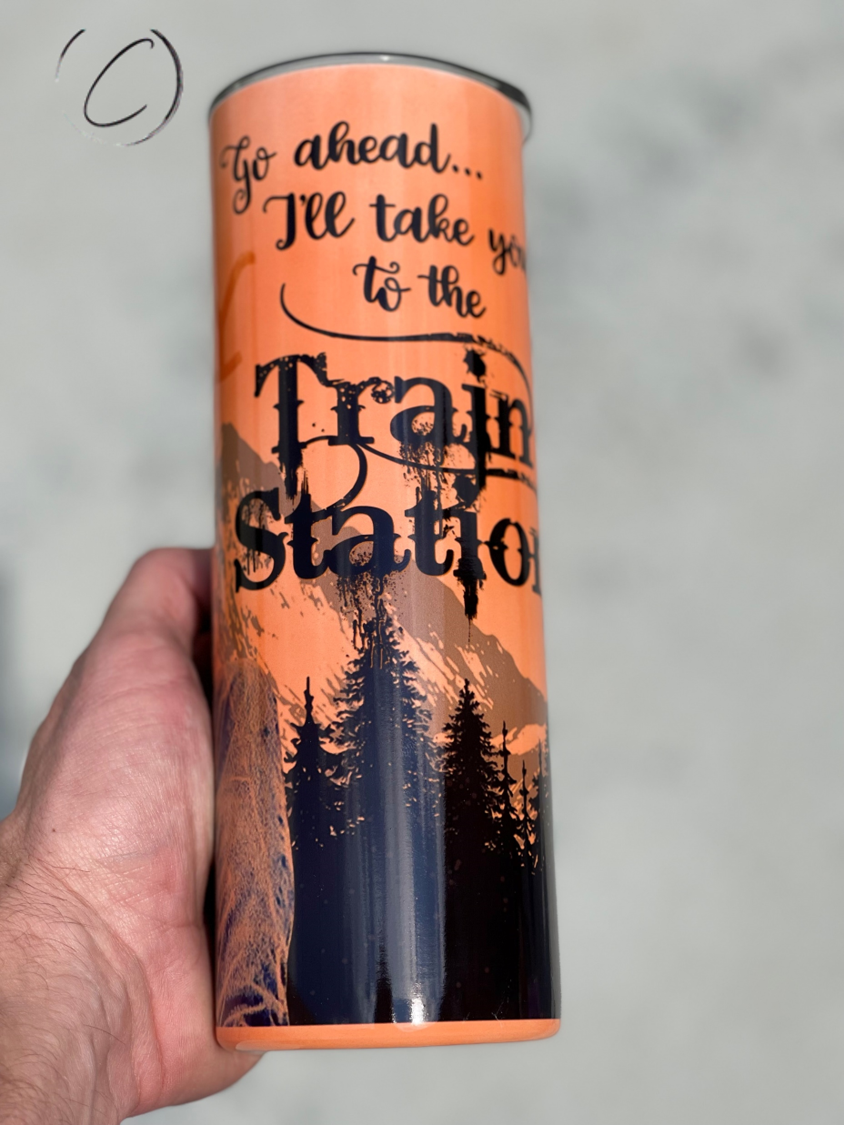 C
Go ahead...
I'll take you
to the
Train
Station